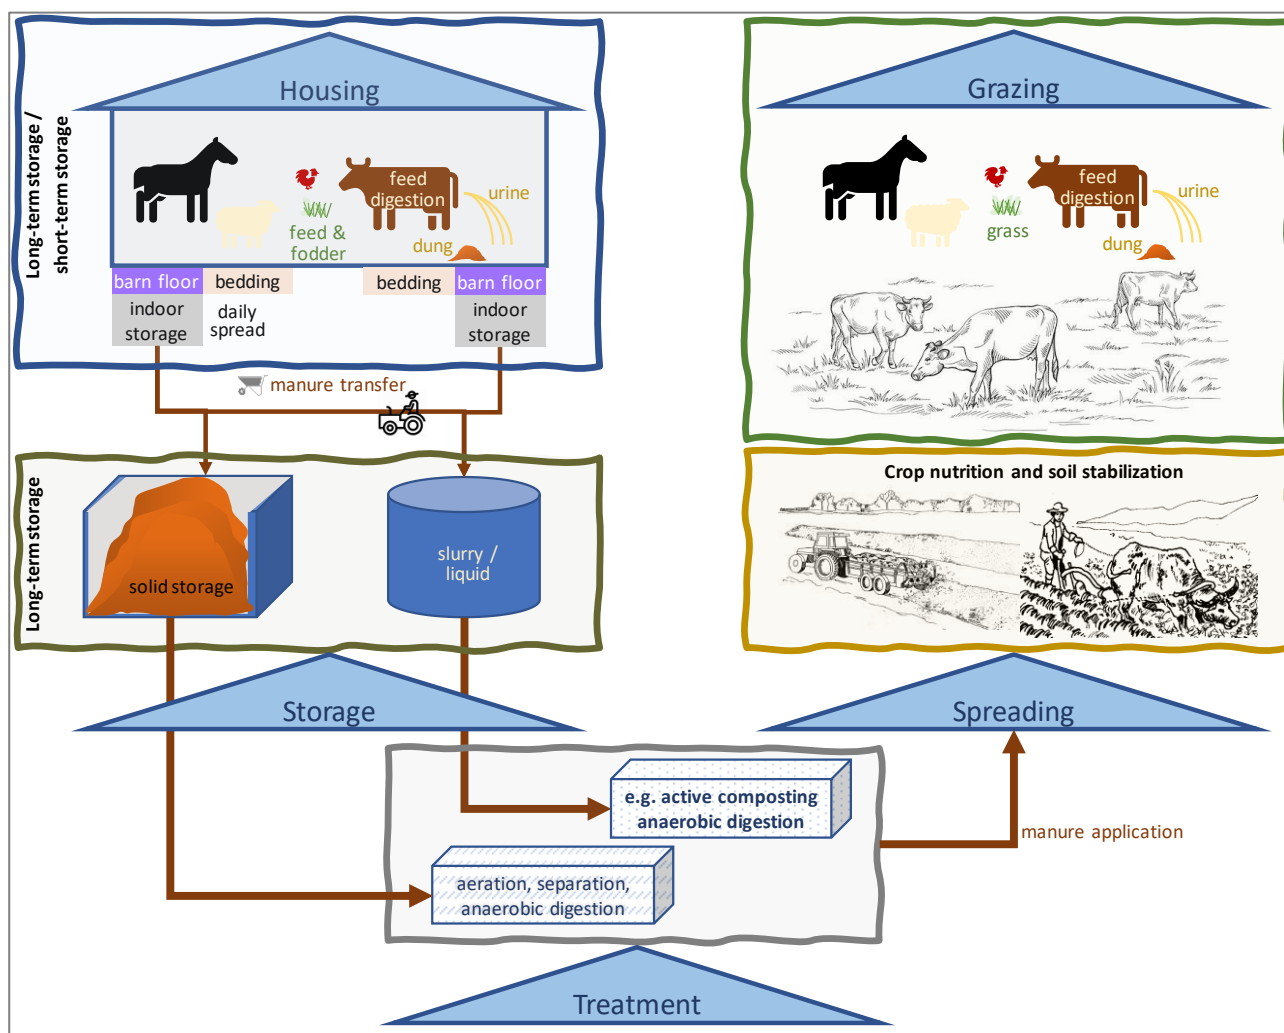 Housing
Long-term storage /
short-term storage
feed
digestion
urine
feed &
fodder
dung
barn floor
bedding
bedding
barn floor
indoor
storage
daily
spread
indoor
storage
manure transfer
Grazing
feed
digestion
urine
grass
dung
Long-term storage
solid storage
slurry /
liquid
Crop nutrition and soil stabilization
Storage
Spreading
e.g. active composting
anaerobic digestion
manure application
aeration, separation,
anaerobic digestion
Treatment